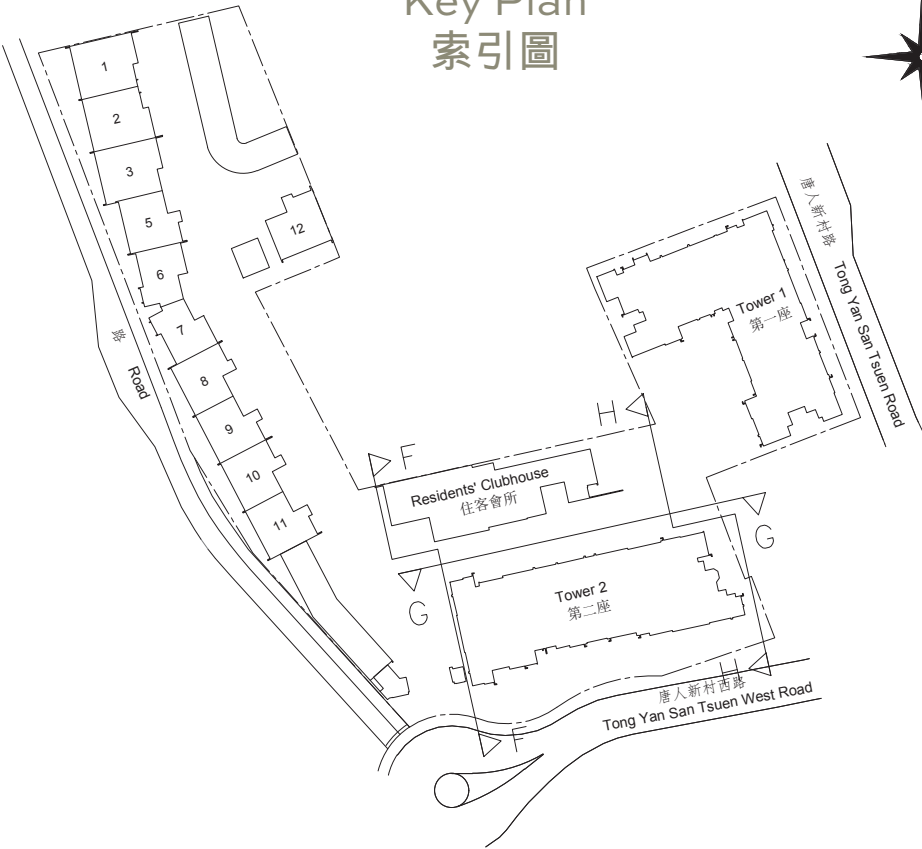 Key Plan
索引圖
1
2
3
5
6
7
8
9
10
11
12
路
Road
唐人新村路
Tong Yan San Tsuen Road
Tower 1
第一座
H
F
Residents' Clubhouse
住客會所
G
G
Tower 2
第二座
H
唐人新村西路
Tong Yan San Tsuen West Road
F